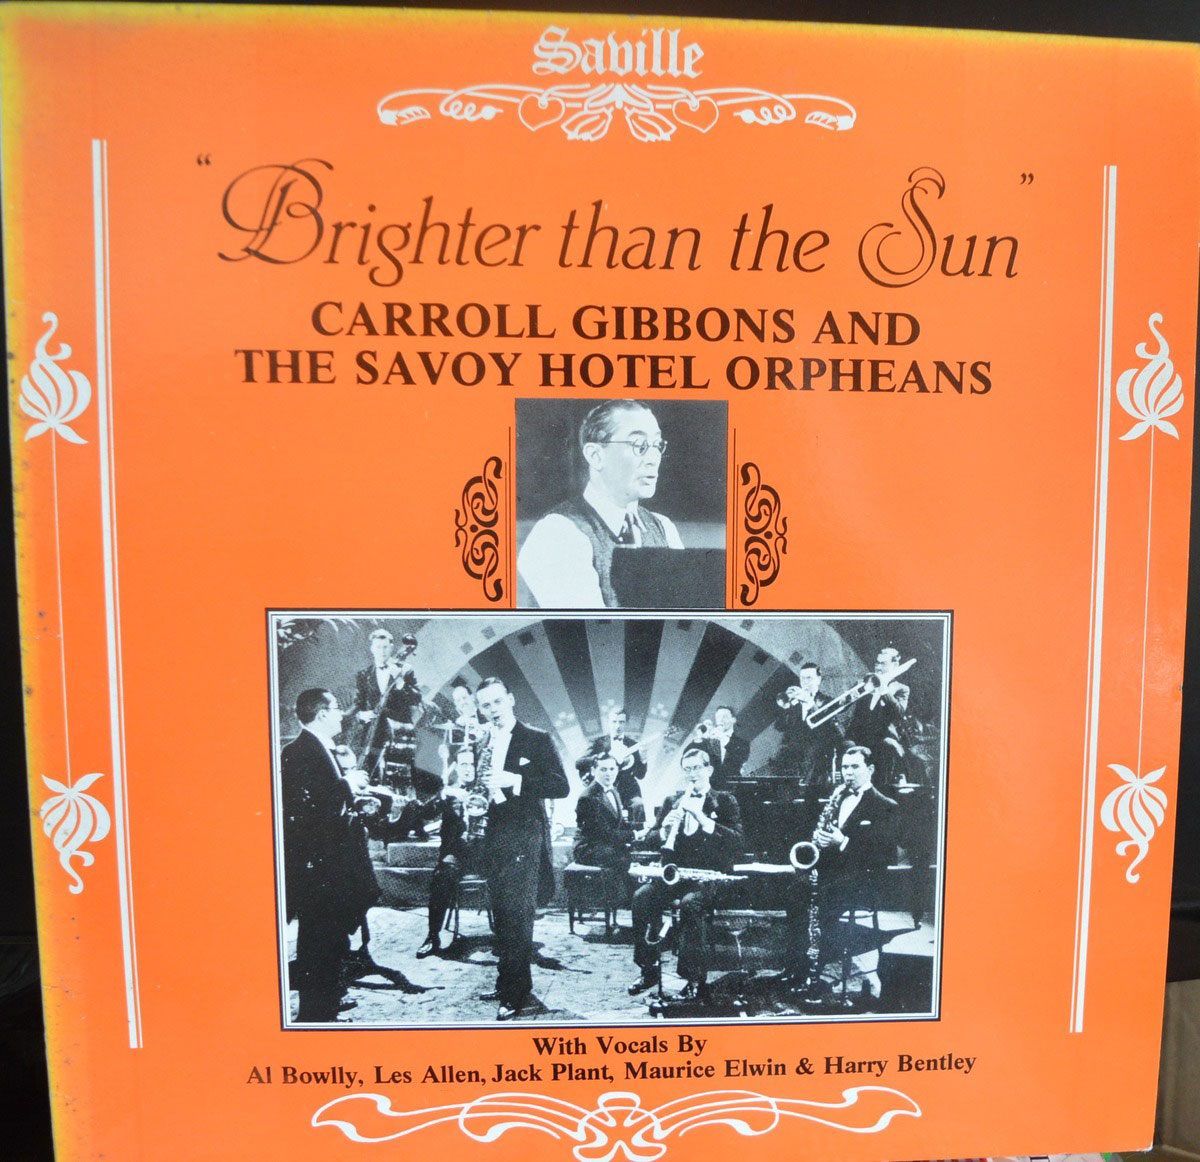 Saville
"Brighter than the Sun"
CARROLL GIBBONS AND
THE SAVOY HOTEL ORPHEANS
With Vocals By
Al Bowlly, Les Allen, Jack Plant, Maurice Elwin & Harry Bentley